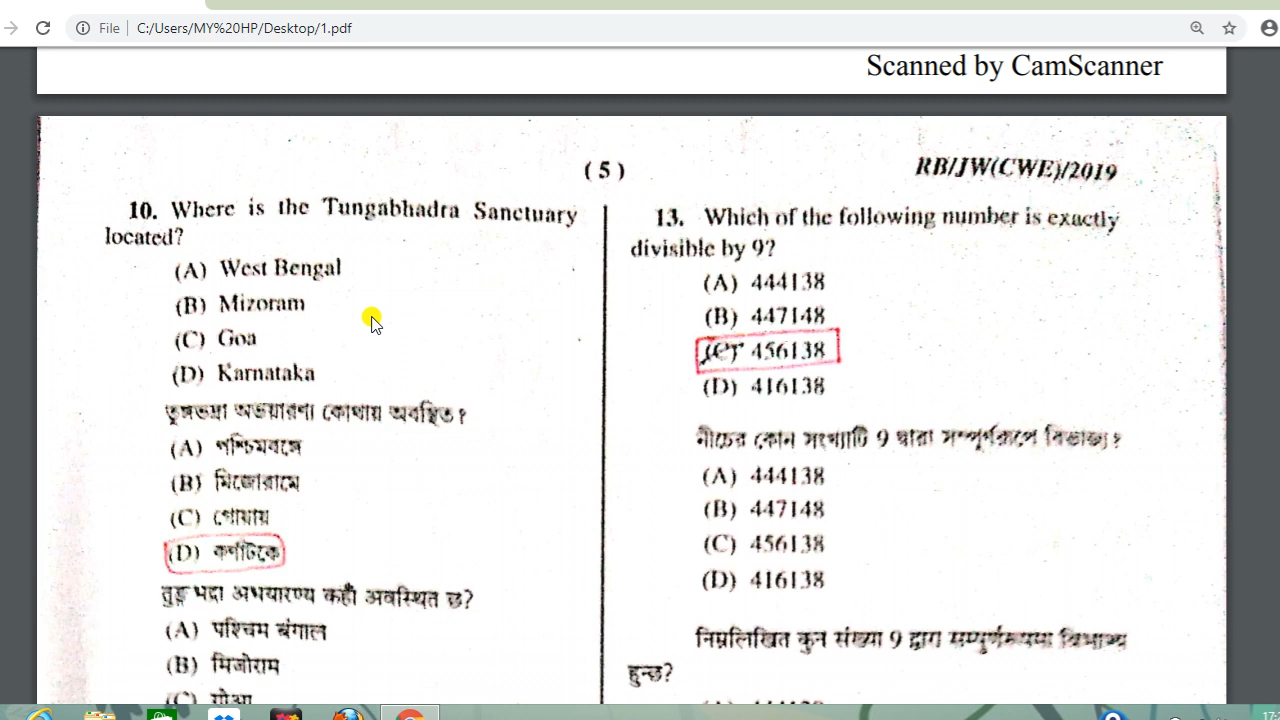 File C:/Users/MY%20HP/Desktop/1.pdf
Scanned by CamScanner
( 5 )
RB/JW(CWE)/2019
10. Where is the Tungabhadra Sanctuary
located?
(A) West Bengal
(B) Mizoram
(C) Goa
(D) Karnataka
তুঙ্গভদ্রা অভয়ারণ্য কোথায় অবস্থিত?
(A) পশ্চিমবঙ্গে
(B) মিজোরামে
(C) গোয়ায়
(D) কর্ণাটকে
तुङ्ग भद्रा अभयारण्य कहाँ अवस्थित छ?
(A) पश्चिम बंगाल
(B) मिजोराम
(C) गोआ
13. Which of the following number is exactly
divisible by 9?
(A) 444138
(B) 447148
(C) 456138
(D) 416138
নীচের কোন সংখ্যাটি 9 দ্বারা সম্পূর্ণরূপে বিভাজ্য?
(A) 444138
(B) 447148
(C) 456138
(D) 416138
निम्नलिखित कुन संख्या 9 द्वारा सम्पुर्णरूपमा विभाज्य
हुन्छ?